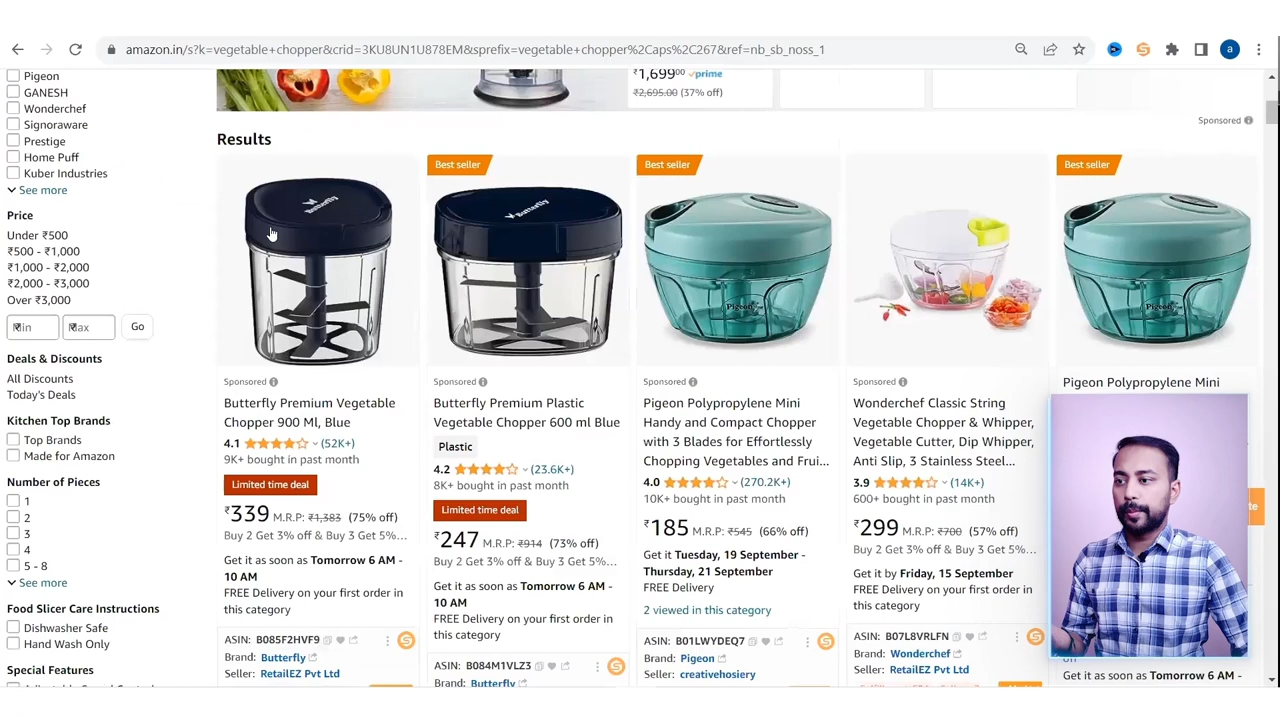 amazon.in/s?k=vegetable+chopper&crid=3KU8UN1U878EM&sprefix=vegetable+chopper%2Caps%2C267&ref=nb_sb_noss_1
a
Pigeon
GANESH
Wonderchef
Signoraware
Prestige
Home Puff
Kuber Industries
See more
Price
Under ₹500
₹500 - ₹1,000
₹1,000 - ₹2,000
₹2,000 - ₹3,000
Over ₹3,000
₹ Min
₹ Max
Go
Deals & Discounts
All Discounts
Today's Deals
Kitchen Top Brands
Top Brands
Made for Amazon
Number of Pieces
1
2
3
4
5 - 8
See more
Food Slicer Care Instructions
Dishwasher Safe
Hand Wash Only
Special Features
₹1,699⁰⁰ prime
₹2,695.00 (37% off)
Sponsored
Results
Butterfly
Sponsored
Butterfly Premium Vegetable
Chopper 900 Ml, Blue
4.1 (52K+)
9K+ bought in past month
Limited time deal
₹339 M.R.P: ₹1,383 (75% off)
Buy 2 Get 3% off & Buy 3 Get 5%...
Get it as soon as Tomorrow 6 AM -
10 AM
FREE Delivery on your first order in
this category
ASIN: B085F2HVF9
Brand: Butterfly
Seller: RetailEZ Pvt Ltd
Best seller
Butterfly
Sponsored
Butterfly Premium Plastic
Vegetable Chopper 600 ml Blue
Plastic
4.2 (23.6K+)
8K+ bought in past month
Limited time deal
₹247 M.R.P: ₹914 (73% off)
Buy 2 Get 3% off & Buy 3 Get 5%...
Get it as soon as Tomorrow 6 AM -
10 AM
FREE Delivery on your first order in
this category
ASIN: B084M1VLZ3
Brand: Butterfly
Best seller
Pigeon
Sponsored
Pigeon Polypropylene Mini
Handy and Compact Chopper
with 3 Blades for Effortlessly
Chopping Vegetables and Frui...
4.0 (270.2K+)
10K+ bought in past month
₹185 M.R.P: ₹545 (66% off)
Get it Tuesday, 19 September -
Thursday, 21 September
FREE Delivery
2 viewed in this category
ASIN: B01LWYDEQ7
Brand: Pigeon
Seller: creativehosiery
Sponsored
Wonderchef Classic String
Vegetable Chopper & Whipper,
Vegetable Cutter, Dip Whipper,
Anti Slip, 3 Stainless Steel...
3.9 (14K+)
600+ bought in past month
₹299 M.R.P: ₹700 (57% off)
Buy 2 Get 3% off & Buy 3 Get 5%...
Get it by Friday, 15 September
FREE Delivery on your first order in
this category
ASIN: B07L8VRLFN
Brand: Wonderchef
Seller: RetailEZ Pvt Ltd
Best seller
Pigeon
Pigeon Polypropylene Mini
te
off
Get it as soon as Tomorrow 6 AM -